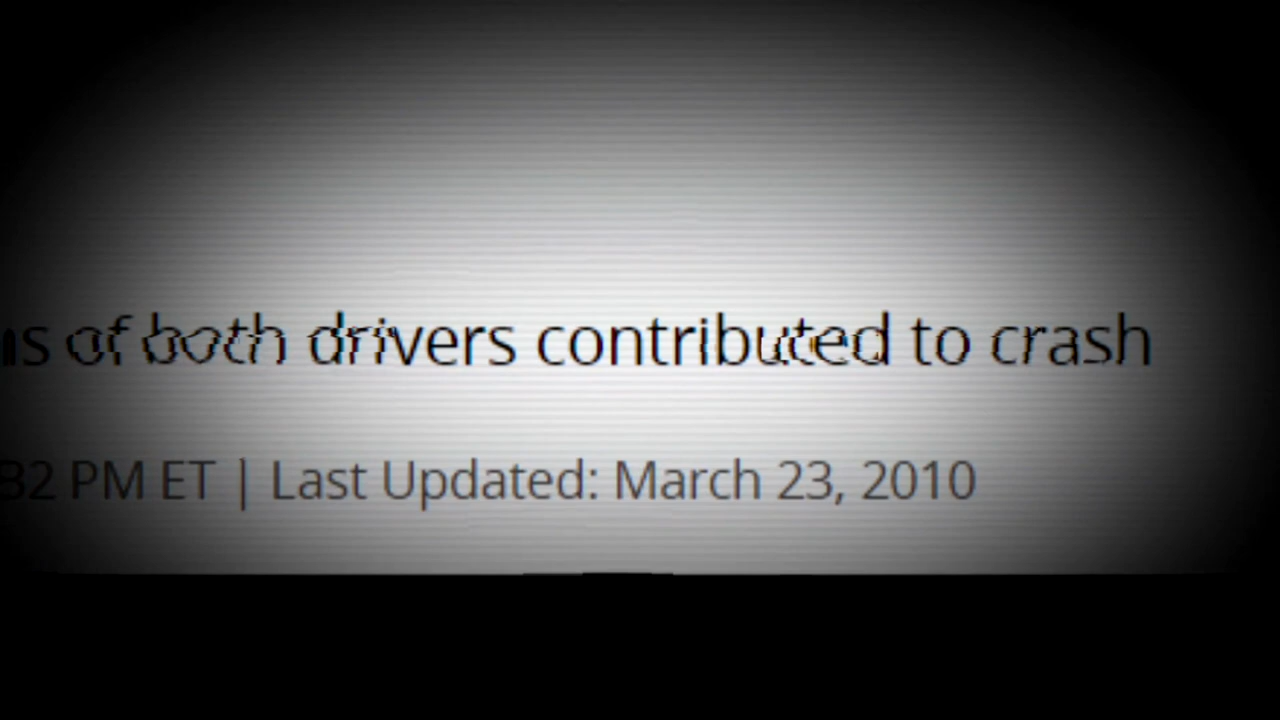 of both drivers contributed to crash
PM ET | Last Updated: March 23, 2010